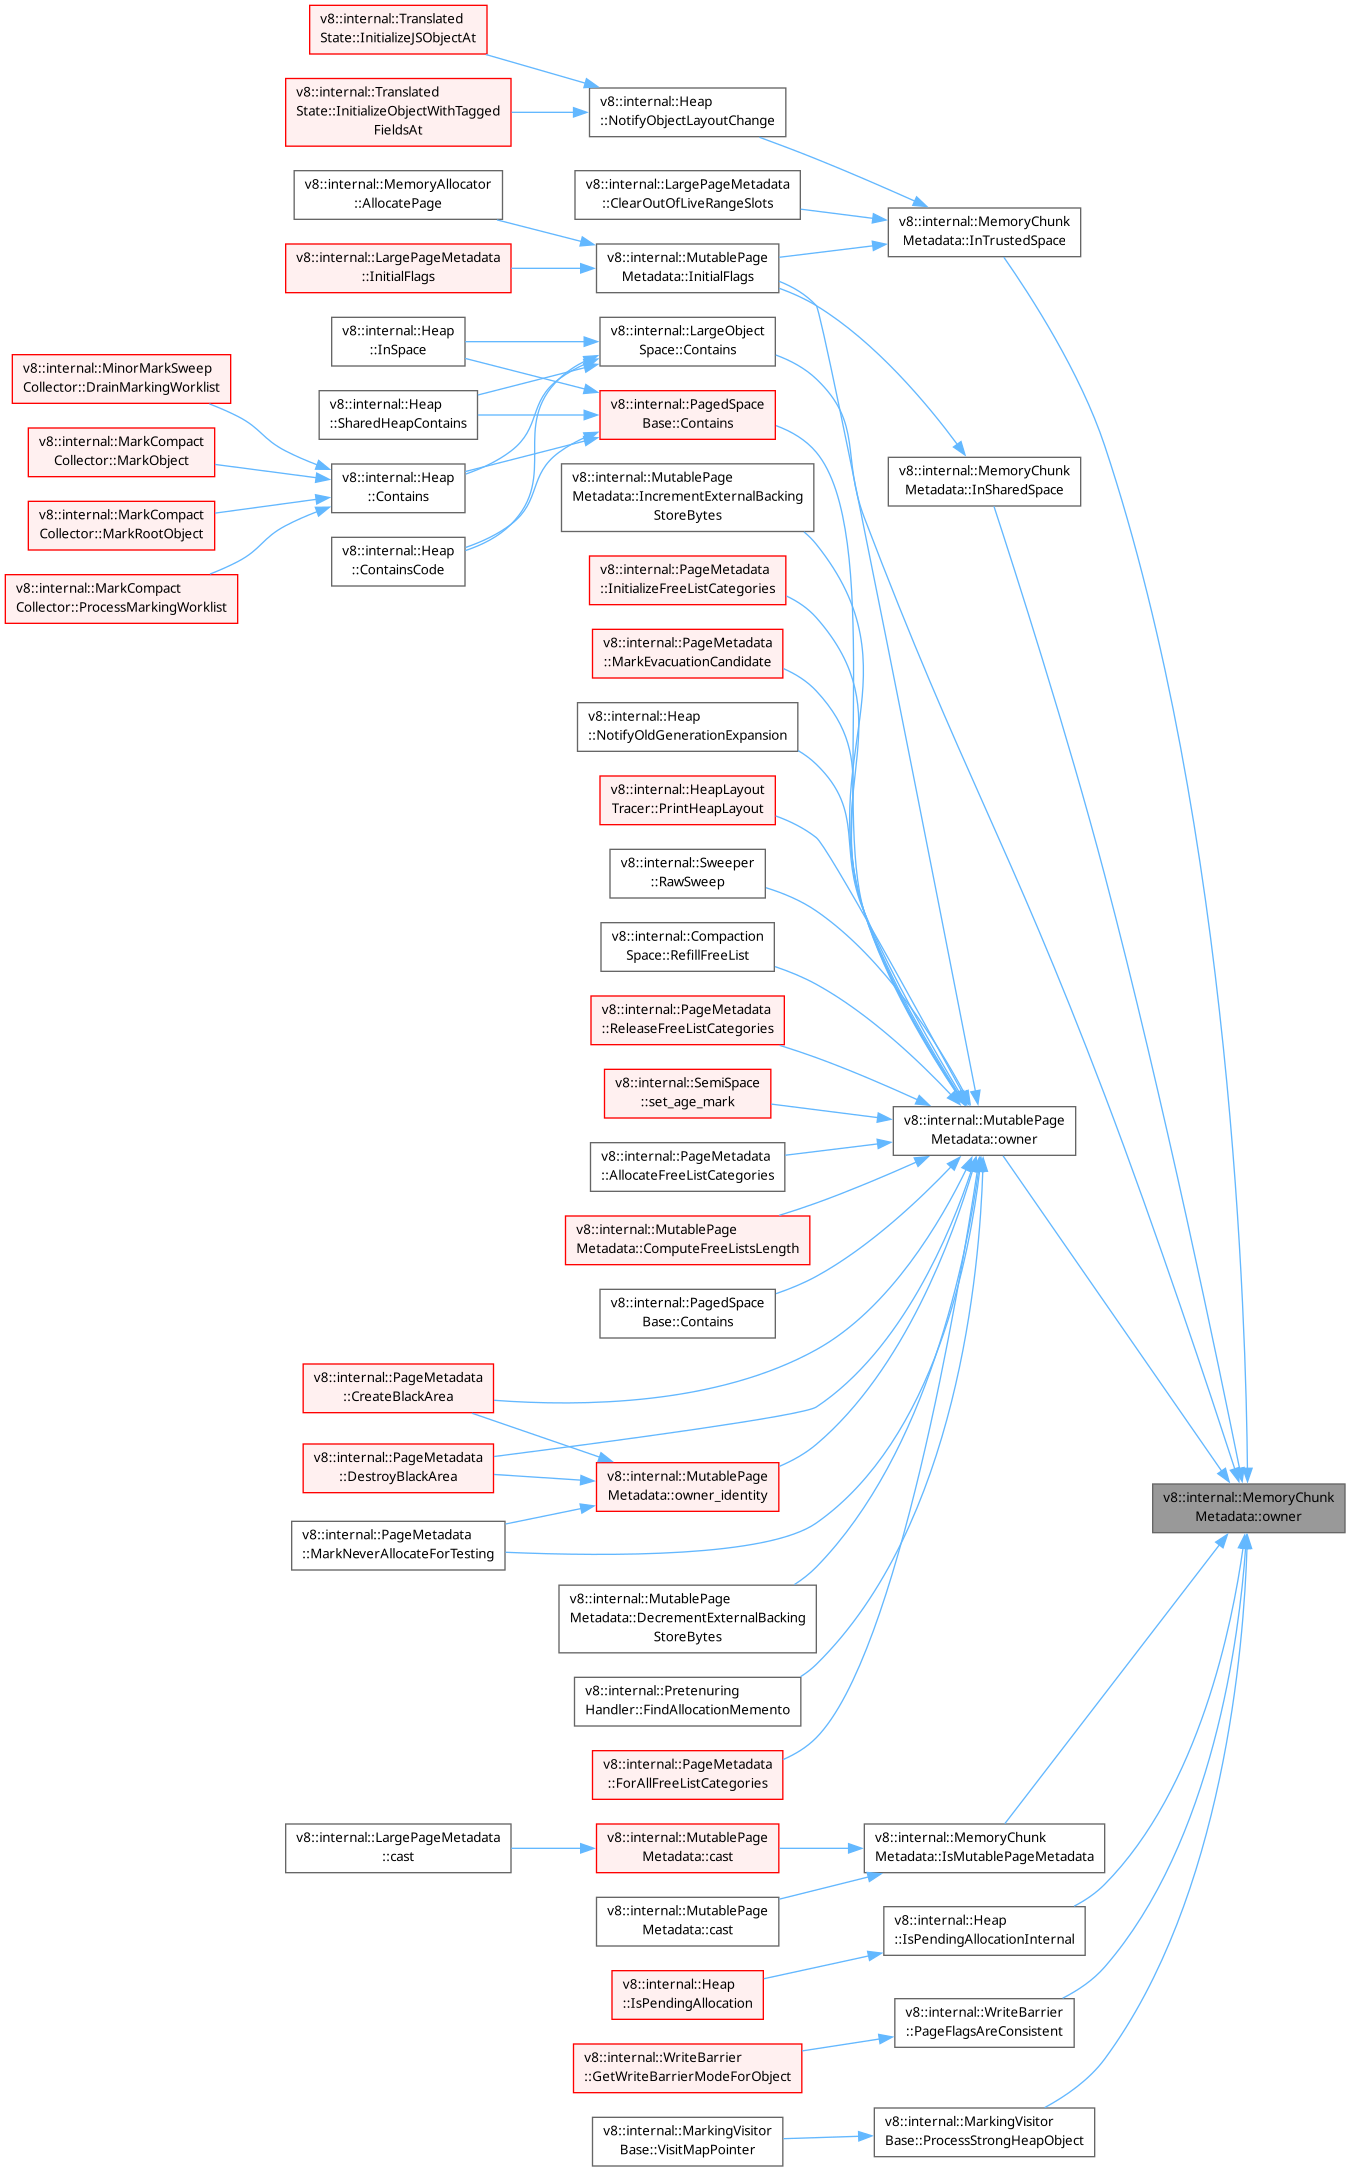 v8::internal::Translated
State::InitializeJSObjectAt
v8::internal::Translated
State::InitializeObjectWithTagged
FieldsAt
v8::internal::Heap
::NotifyObjectLayoutChange
v8::internal::MemoryAllocator
::AllocatePage
v8::internal::LargePageMetadata
::ClearOutOfLiveRangeSlots
v8::internal::MemoryChunk
Metadata::InTrustedSpace
v8::internal::LargePageMetadata
::InitialFlags
v8::internal::MutablePage
Metadata::InitialFlags
v8::internal::Heap
::InSpace
v8::internal::LargeObject
Space::Contains
v8::internal::MinorMarkSweep
Collector::DrainMarkingWorklist
v8::internal::Heap
::SharedHeapContains
v8::internal::PagedSpace
Base::Contains
v8::internal::MarkCompact
Collector::MarkObject
v8::internal::Heap
::Contains
v8::internal::MutablePage
Metadata::IncrementExternalBacking
StoreBytes
v8::internal::MemoryChunk
Metadata::InSharedSpace
v8::internal::MarkCompact
Collector::MarkRootObject
v8::internal::Heap
::ContainsCode
v8::internal::MarkCompact
Collector::ProcessMarkingWorklist
v8::internal::PageMetadata
::InitializeFreeListCategories
v8::internal::PageMetadata
::MarkEvacuationCandidate
v8::internal::Heap
::NotifyOldGenerationExpansion
v8::internal::HeapLayout
Tracer::PrintHeapLayout
v8::internal::Sweeper
::RawSweep
v8::internal::Compaction
Space::RefillFreeList
v8::internal::PageMetadata
::ReleaseFreeListCategories
v8::internal::SemiSpace
::set_age_mark
v8::internal::MutablePage
Metadata::owner
v8::internal::PageMetadata
::AllocateFreeListCategories
v8::internal::MutablePage
Metadata::ComputeFreeListsLength
v8::internal::PagedSpace
Base::Contains
v8::internal::PageMetadata
::CreateBlackArea
v8::internal::PageMetadata
::DestroyBlackArea
v8::internal::MutablePage
Metadata::owner_identity
v8::internal::MemoryChunk
Metadata::owner
v8::internal::PageMetadata
::MarkNeverAllocateForTesting
v8::internal::MutablePage
Metadata::DecrementExternalBacking
StoreBytes
v8::internal::Pretenuring
Handler::FindAllocationMemento
v8::internal::PageMetadata
::ForAllFreeListCategories
v8::internal::LargePageMetadata
::cast
v8::internal::MutablePage
Metadata::cast
v8::internal::MemoryChunk
Metadata::IsMutablePageMetadata
v8::internal::MutablePage
Metadata::cast
v8::internal::Heap
::IsPendingAllocationInternal
v8::internal::Heap
::IsPendingAllocation
v8::internal::WriteBarrier
::PageFlagsAreConsistent
v8::internal::WriteBarrier
::GetWriteBarrierModeForObject
v8::internal::MarkingVisitor
Base::ProcessStrongHeapObject
v8::internal::MarkingVisitor
Base::VisitMapPointer